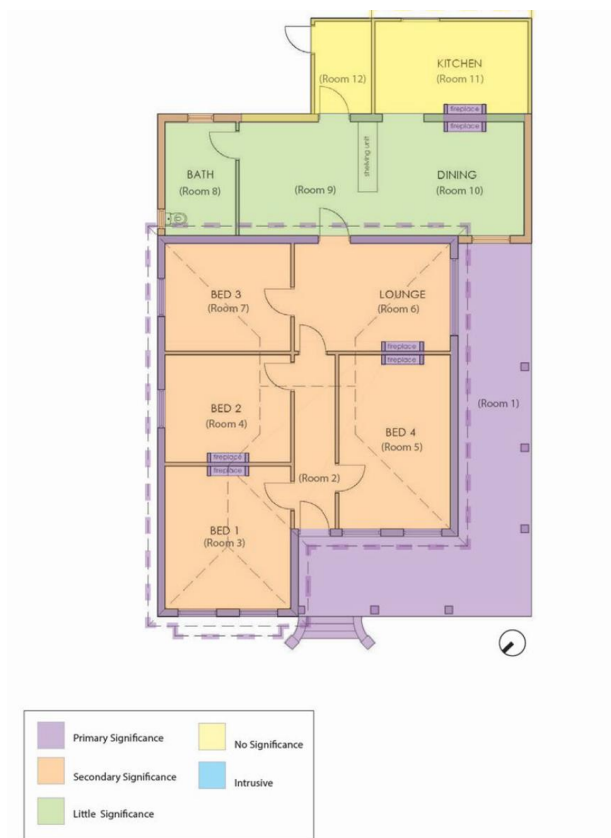 KITCHEN
(Room 12)
(Room 11)
fireplace
fireplace
shelving unit
BATH
(Room 8)
(Room 9)
DINING
(Room 10)
BED 3
(Room 7)
LOUNGE
(Room 6)
fireplace
fireplace
BED 2
(Room 4)
(Room 1)
BED 4
(Room 5)
fireplace
fireplace
(Room 2)
BED 1
(Room 3)
Primary Significance
No Significance
Secondary Significance
Intrusive
Little Significance